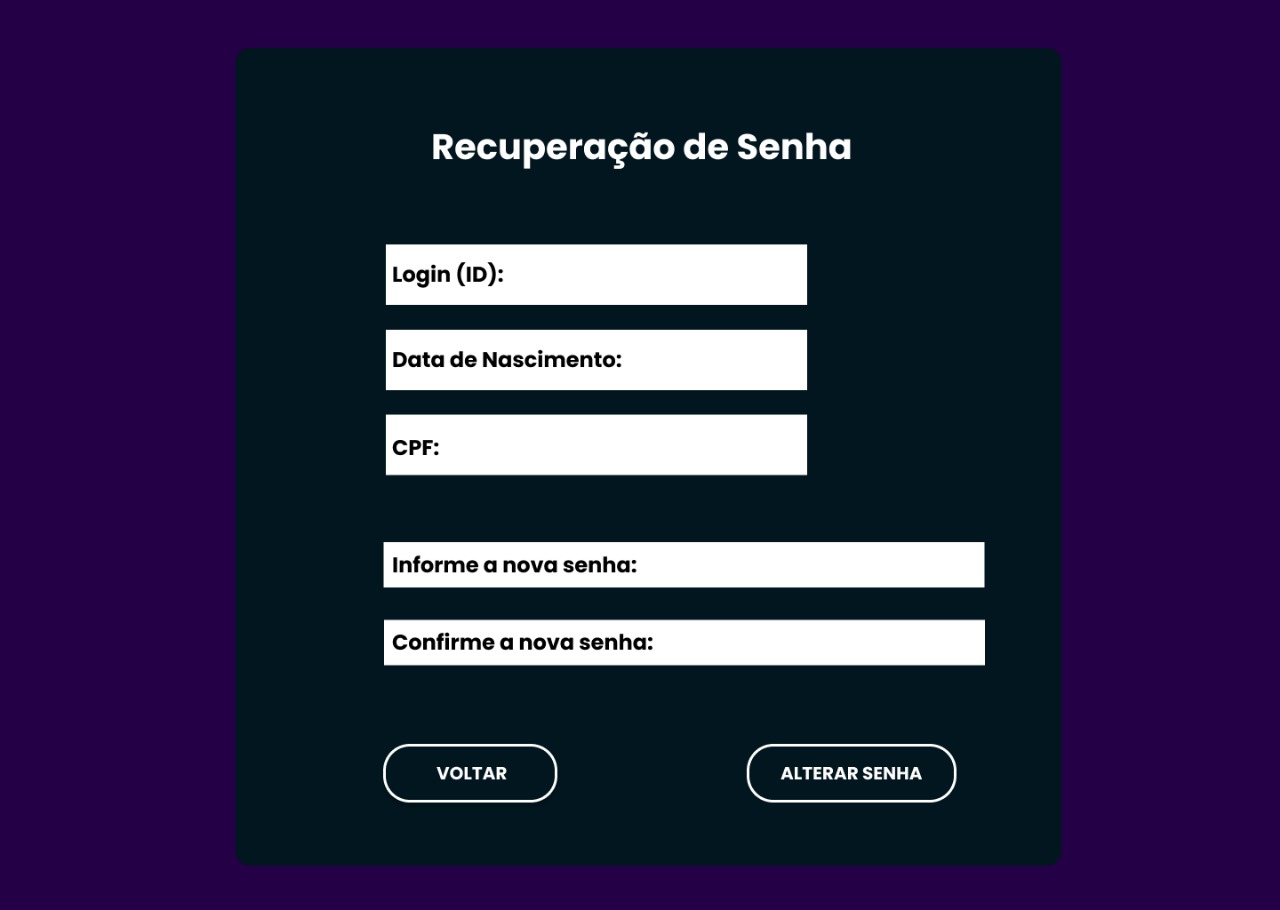 Recuperação de Senha
Login (ID):
Data de Nascimento:
CPF:
Informe a nova senha:
Confirme a nova senha:
VOLTAR
ALTERAR SENHA